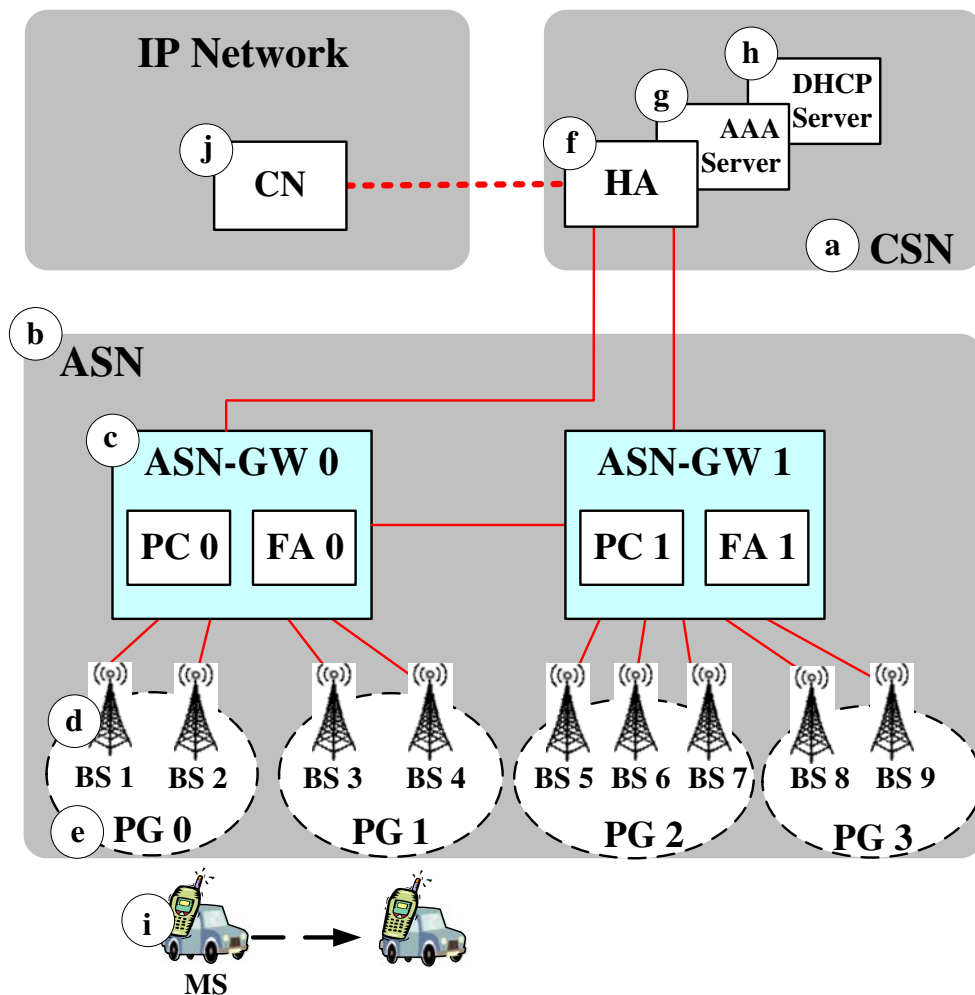 IP Network
j
CN
h
DHCP
Server
g
AAA
Server
f
HA
a
CSN
b
ASN
c
ASN-GW 0
PC 0
FA 0
ASN-GW 1
PC 1
FA 1
d
BS 1
BS 2
BS 3
BS 4
BS 5
BS 6
BS 7
BS 8
BS 9
e
PG 0
PG 1
PG 2
PG 3
i
MS